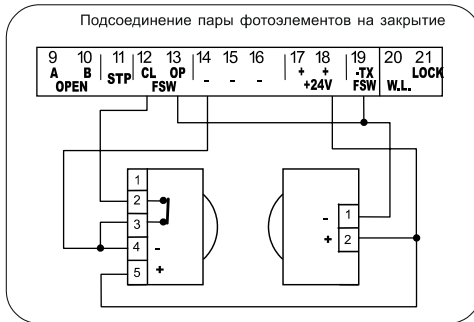 Подсоединение пары фотоэлементов на закрытие
9 10 11 12 13 14 15 16 17 18 19 20 21
A B STP CL OP - - - + + -TX LOCK
OPEN FSW +24V FSW W.L.
1
2
3
4 -
5 +
- 1
+ 2